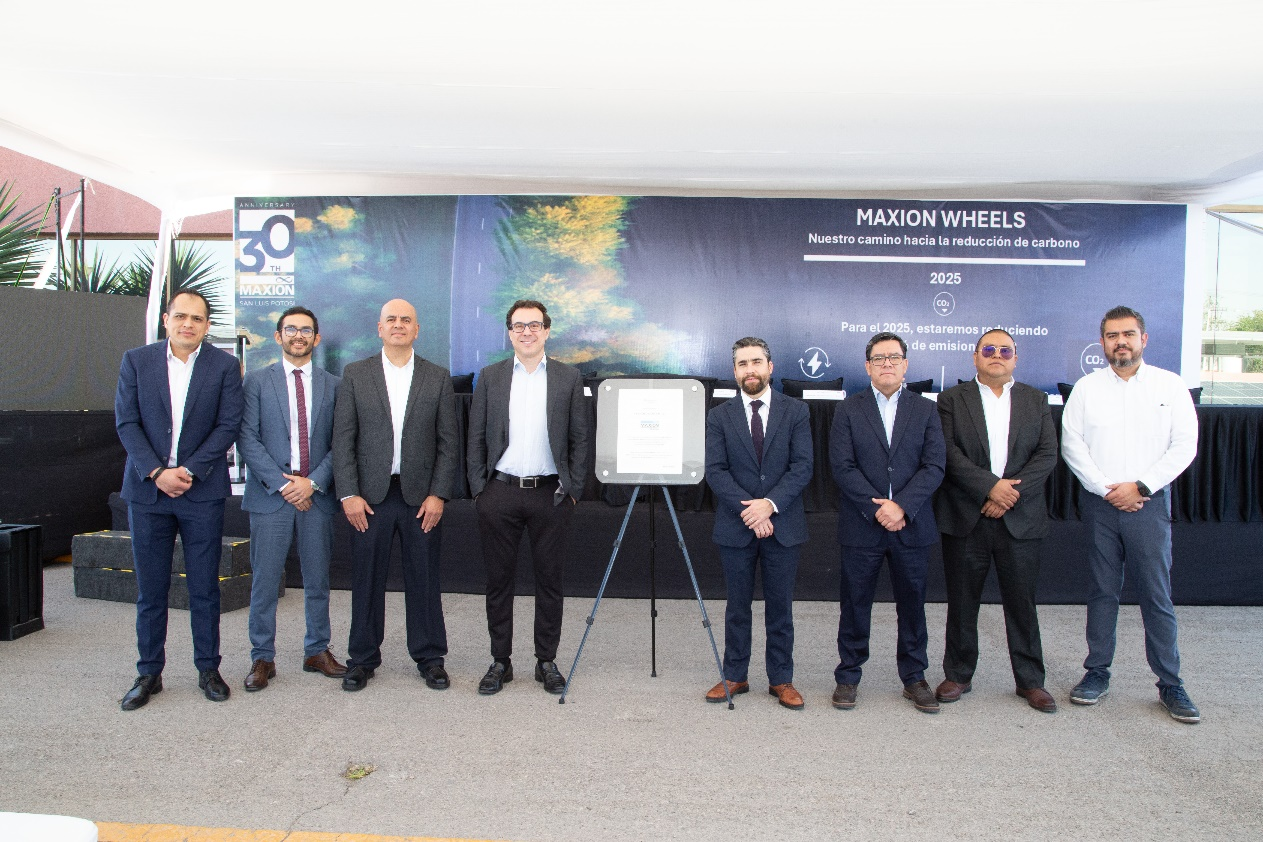 ANNIVERSARY
30
TH
MAXION
SAN LUIS POTOSÍ
MAXION WHEELS
Nuestro camino hacia la reducción de carbono
2025
CO₂
Para el 2025, estaremos reduciendo
de emision
CO₂